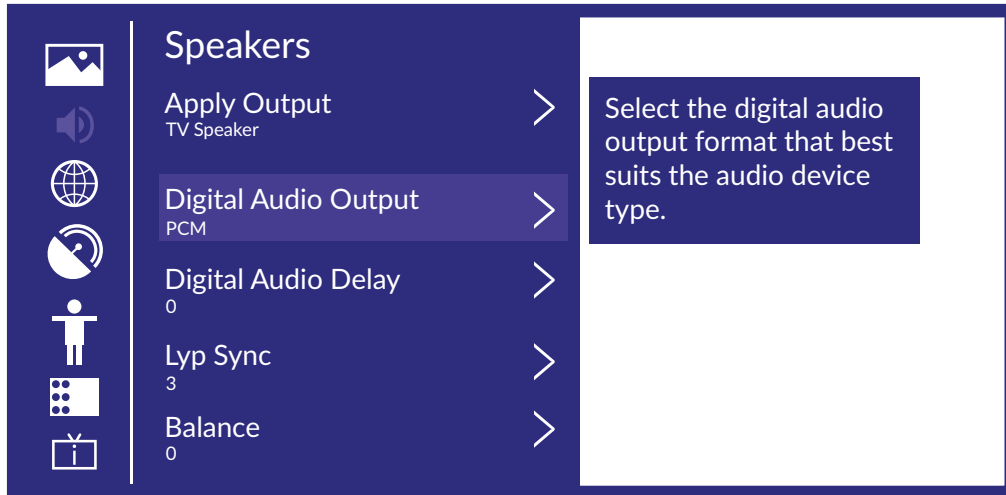 Speakers
Apply Output
TV Speaker
Digital Audio Output
PCM
Digital Audio Delay
0
Lyp Sync
3
Balance
0
Select the digital audio
output format that best
suits the audio device
type.
i